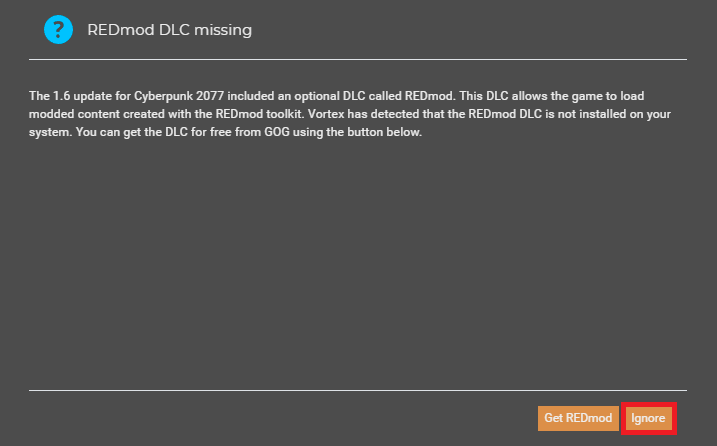 ?
REDmod DLC missing
The 1.6 update for Cyberpunk 2077 included an optional DLC called REDmod. This DLC allows the game to load
modded content created with the REDmod toolkit. Vortex has detected that the REDmod DLC is not installed on your
system. You can get the DLC for free from GOG using the button below.
Get REDmod
Ignore